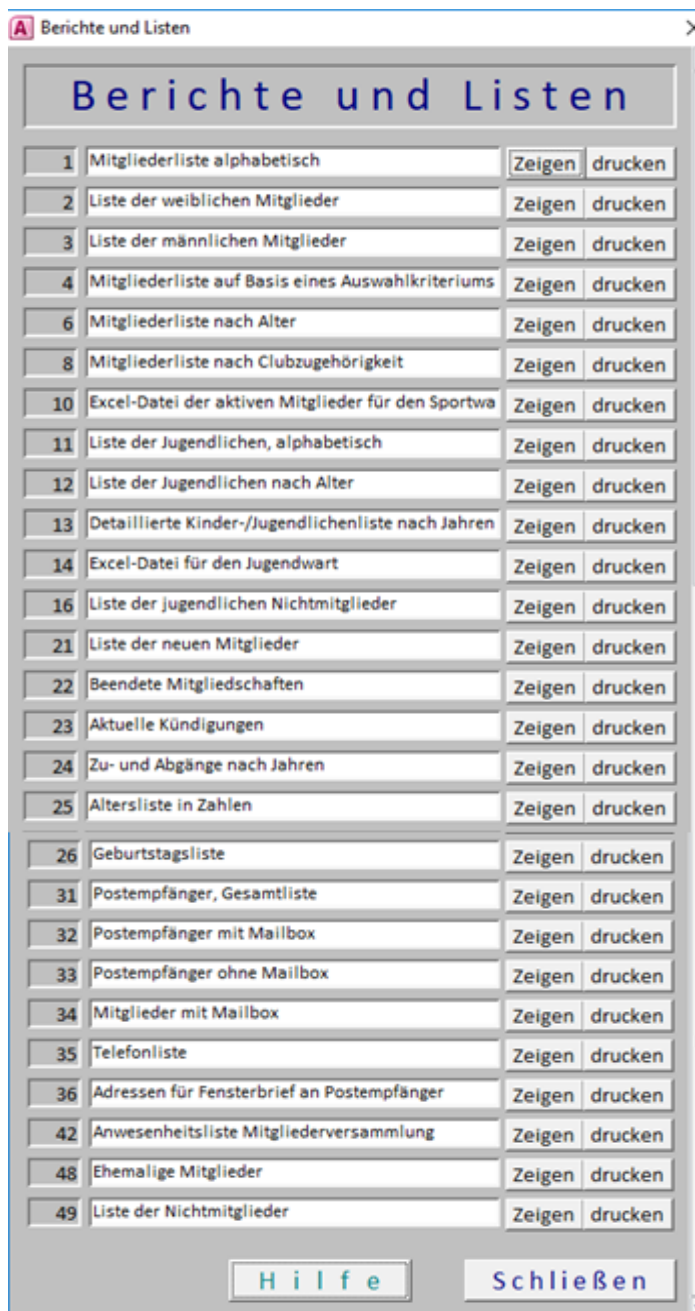 Berichte und Listen
Berichte und Listen
1 Mitgliederliste alphabetisch Zeigen drucken
2 Liste der weiblichen Mitglieder Zeigen drucken
3 Liste der männlichen Mitglieder Zeigen drucken
4 Mitgliederliste auf Basis eines Auswahlkriteriums Zeigen drucken
6 Mitgliederliste nach Alter Zeigen drucken
8 Mitgliederliste nach Clubzugehörigkeit Zeigen drucken
10 Excel-Datei der aktiven Mitglieder für den Sportwa Zeigen drucken
11 Liste der Jugendlichen, alphabetisch Zeigen drucken
12 Liste der Jugendlichen nach Alter Zeigen drucken
13 Detaillierte Kinder-/Jugendlichenliste nach Jahren Zeigen drucken
14 Excel-Datei für den Jugendwart Zeigen drucken
16 Liste der jugendlichen Nichtmitglieder Zeigen drucken
21 Liste der neuen Mitglieder Zeigen drucken
22 Beendete Mitgliedschaften Zeigen drucken
23 Aktuelle Kündigungen Zeigen drucken
24 Zu- und Abgänge nach Jahren Zeigen drucken
25 Altersliste in Zahlen Zeigen drucken
26 Geburtstagsliste Zeigen drucken
31 Postempfänger, Gesamtliste Zeigen drucken
32 Postempfänger mit Mailbox Zeigen drucken
33 Postempfänger ohne Mailbox Zeigen drucken
34 Mitglieder mit Mailbox Zeigen drucken
35 Telefonliste Zeigen drucken
36 Adressen für Fensterbrief an Postempfänger Zeigen drucken
42 Anwesenheitsliste Mitgliederversammlung Zeigen drucken
48 Ehemalige Mitglieder Zeigen drucken
49 Liste der Nichtmitglieder Zeigen drucken
Hilfe Schließen